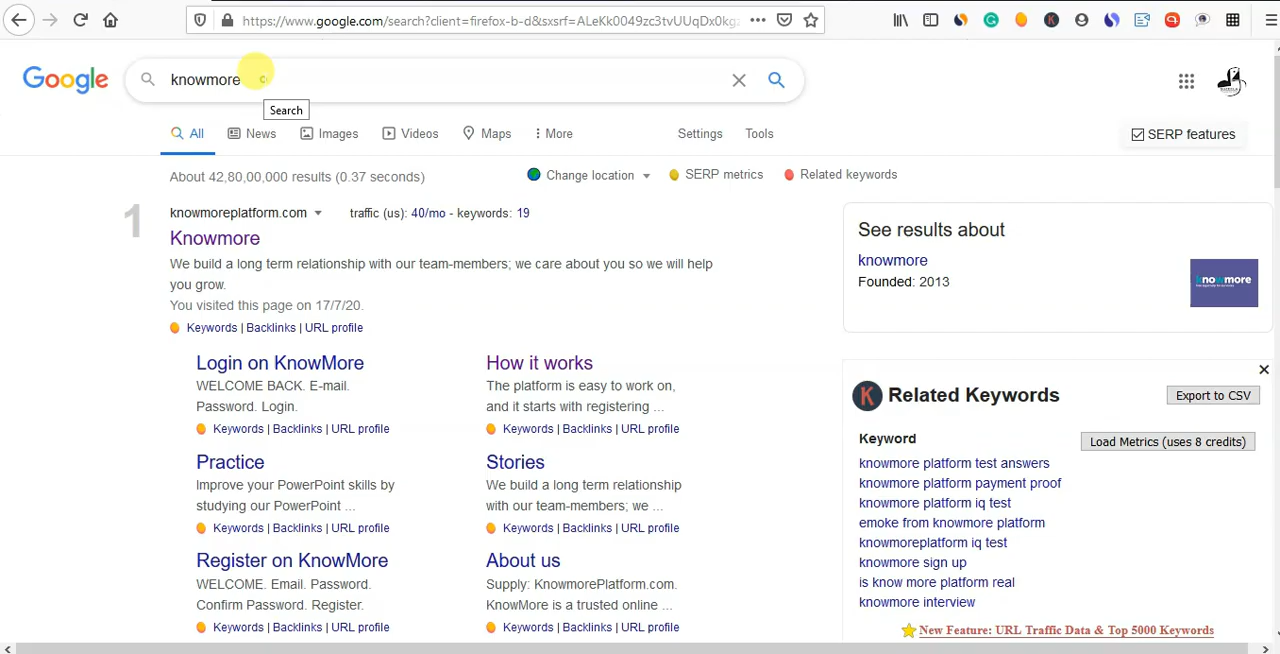 https://www.google.com/search?client=firefox-b-d&sxsrf=ALeKk0049zc3tvUUqDx0kg
Google
knowmore
Search
All
News
Images
Videos
Maps
More
Settings
Tools
SERP features
About 42,80,00,000 results (0.37 seconds)
Change location
SERP metrics
Related keywords
1
knowmoreplatform.com
traffic (us): 40/mo - keywords: 19
Knowmore
We build a long term relationship with our team-members; we care about you so we will help
you grow.
You visited this page on 17/7/20.
Keywords | Backlinks | URL profile
Login on KnowMore
WELCOME BACK. E-mail.
Password. Login.
Keywords | Backlinks | URL profile
How it works
The platform is easy to work on,
and it starts with registering ...
Keywords | Backlinks | URL profile
Practice
Improve your PowerPoint skills by
studying our PowerPoint ...
Keywords | Backlinks | URL profile
Stories
We build a long term relationship
with our team-members; we ...
Keywords | Backlinks | URL profile
Register on KnowMore
WELCOME. Email. Password.
Confirm Password. Register.
Keywords | Backlinks | URL profile
About us
Supply: KnowmorePlatform.com.
KnowMore is a trusted online ...
Keywords | Backlinks | URL profile
See results about
knowmore
Founded: 2013
knowmore
K Related Keywords
Export to CSV
Keyword
Load Metrics (uses 8 credits)
knowmore platform test answers
knowmore platform payment proof
knowmore platform iq test
emoke from knowmore platform
knowmoreplatform iq test
knowmore sign up
is know more platform real
knowmore interview
New Feature: URL Traffic Data & Top 5000 Keywords